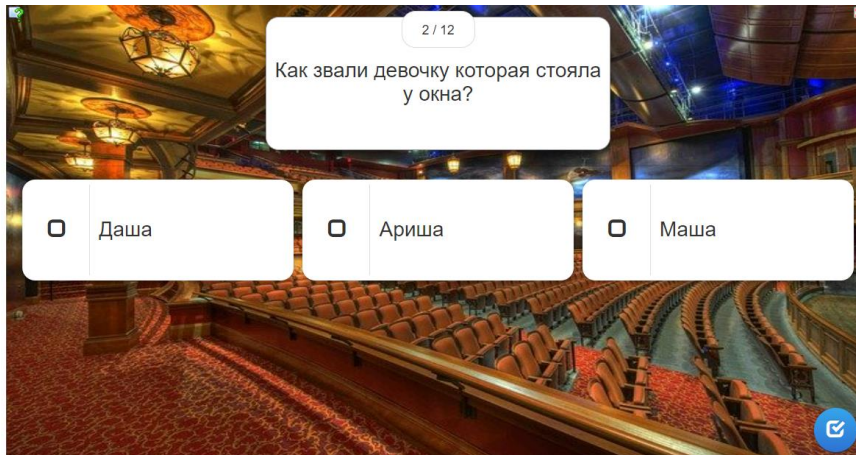 2 / 12
Как звали девочку которая стояла
у окна?
Даша
Ариша
Маша